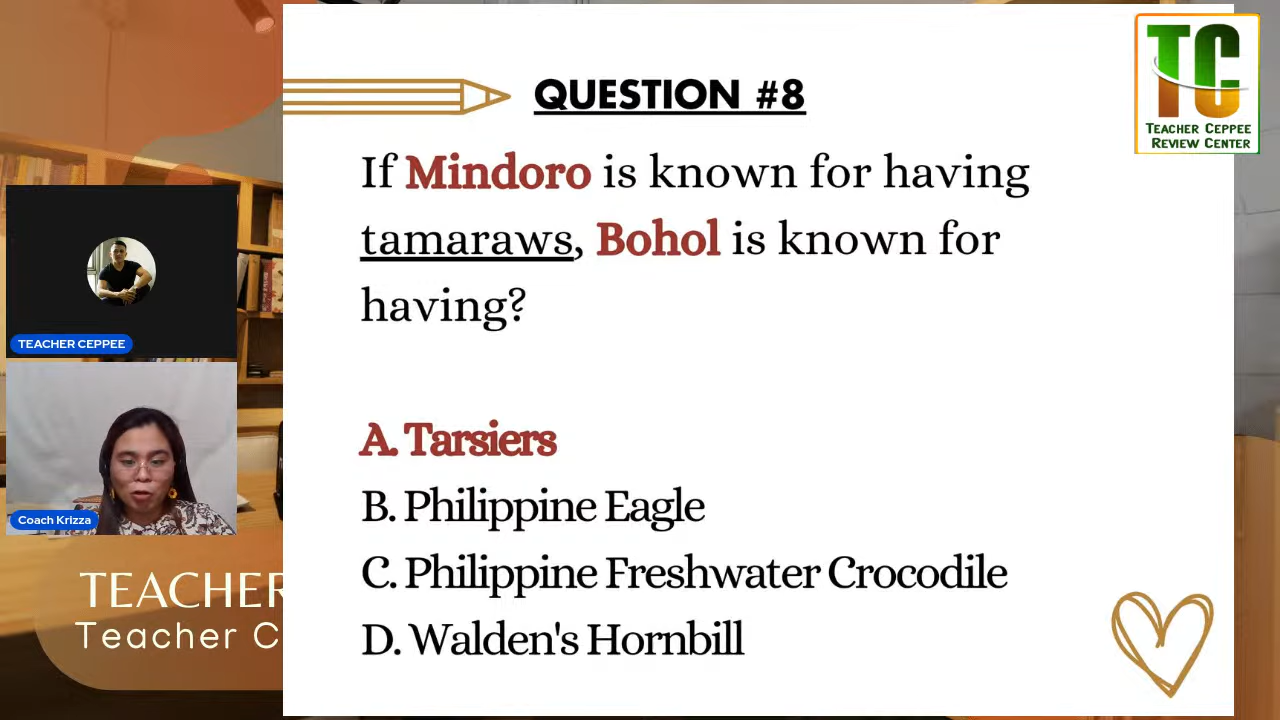 QUESTION #8
TC
TEACHER CEPPEE
REVIEW CENTER
If Mindoro is known for having
tamaraws, Bohol is known for
having?
A. Tarsiers
B. Philippine Eagle
C. Philippine Freshwater Crocodile
D. Walden's Hornbill
TEACHER CEPPEE
Coach Krizza
TEACHER
Teacher C